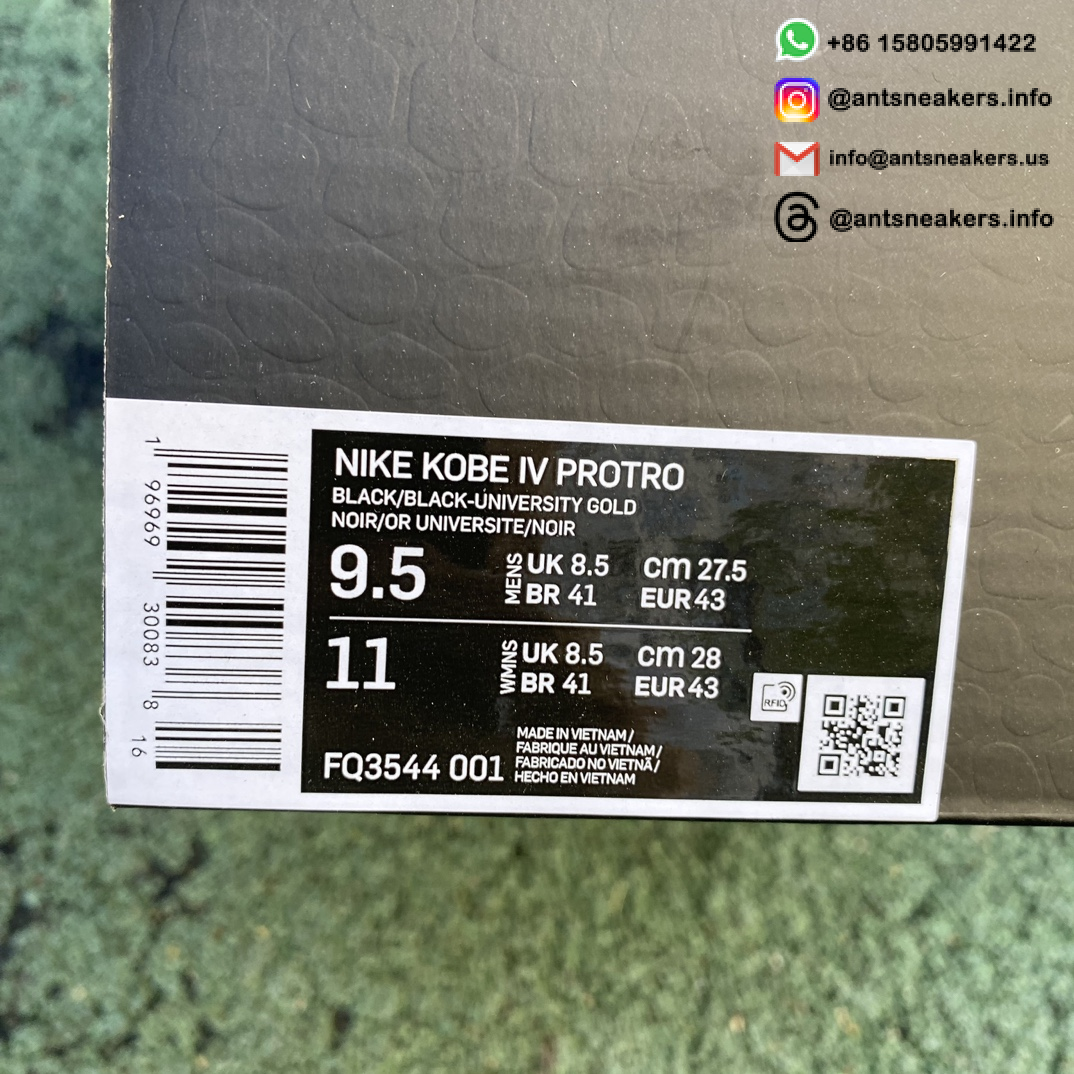 +86 15805991422
@antsneakers.info
info@antsneakers.us
@antsneakers.info
NIKE KOBE IV PROTRO
BLACK/BLACK-UNIVERSITY GOLD
NOIR/OR UNIVERSITE/NOIR
9.5 MENS UK 8.5 cm 27.5
BR 41 EUR 43
11 WMNS UK 8.5 cm 28
BR 41 EUR 43
RFID
MADE IN VIETNAM/
FABRIQUE AU VIETNAM/
FABRICADO NO VIETNÃ/
HECHO EN VIETNAM
FQ3544 001
1 96969 30083 8 16